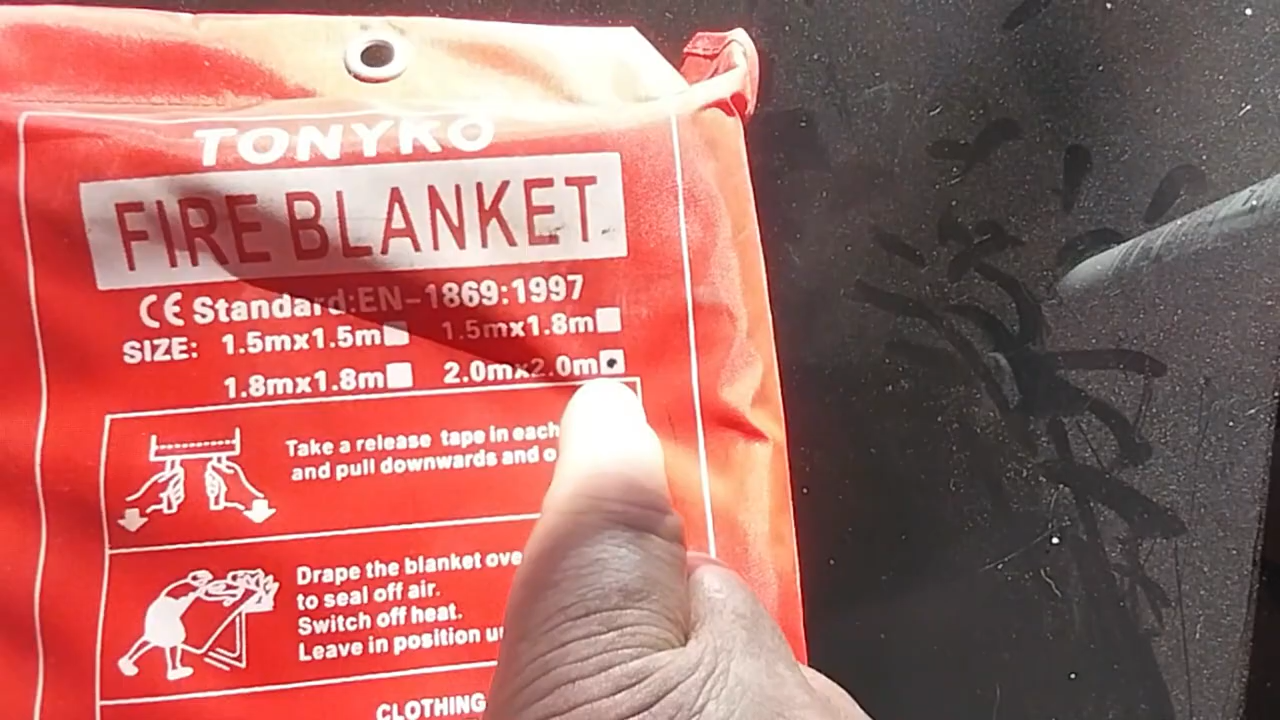 TONYKO
FIRE BLANKET
CE Standard:EN-1869:1997
SIZE: 1.5mx1.5m 1.5mx1.8m
1.8mx1.8m 2.0mx2.0m
Take a release tape in each
and pull downwards and
Drape the blanket
to seal off air.
Switch off heat.
Leave in position
CLOTHING